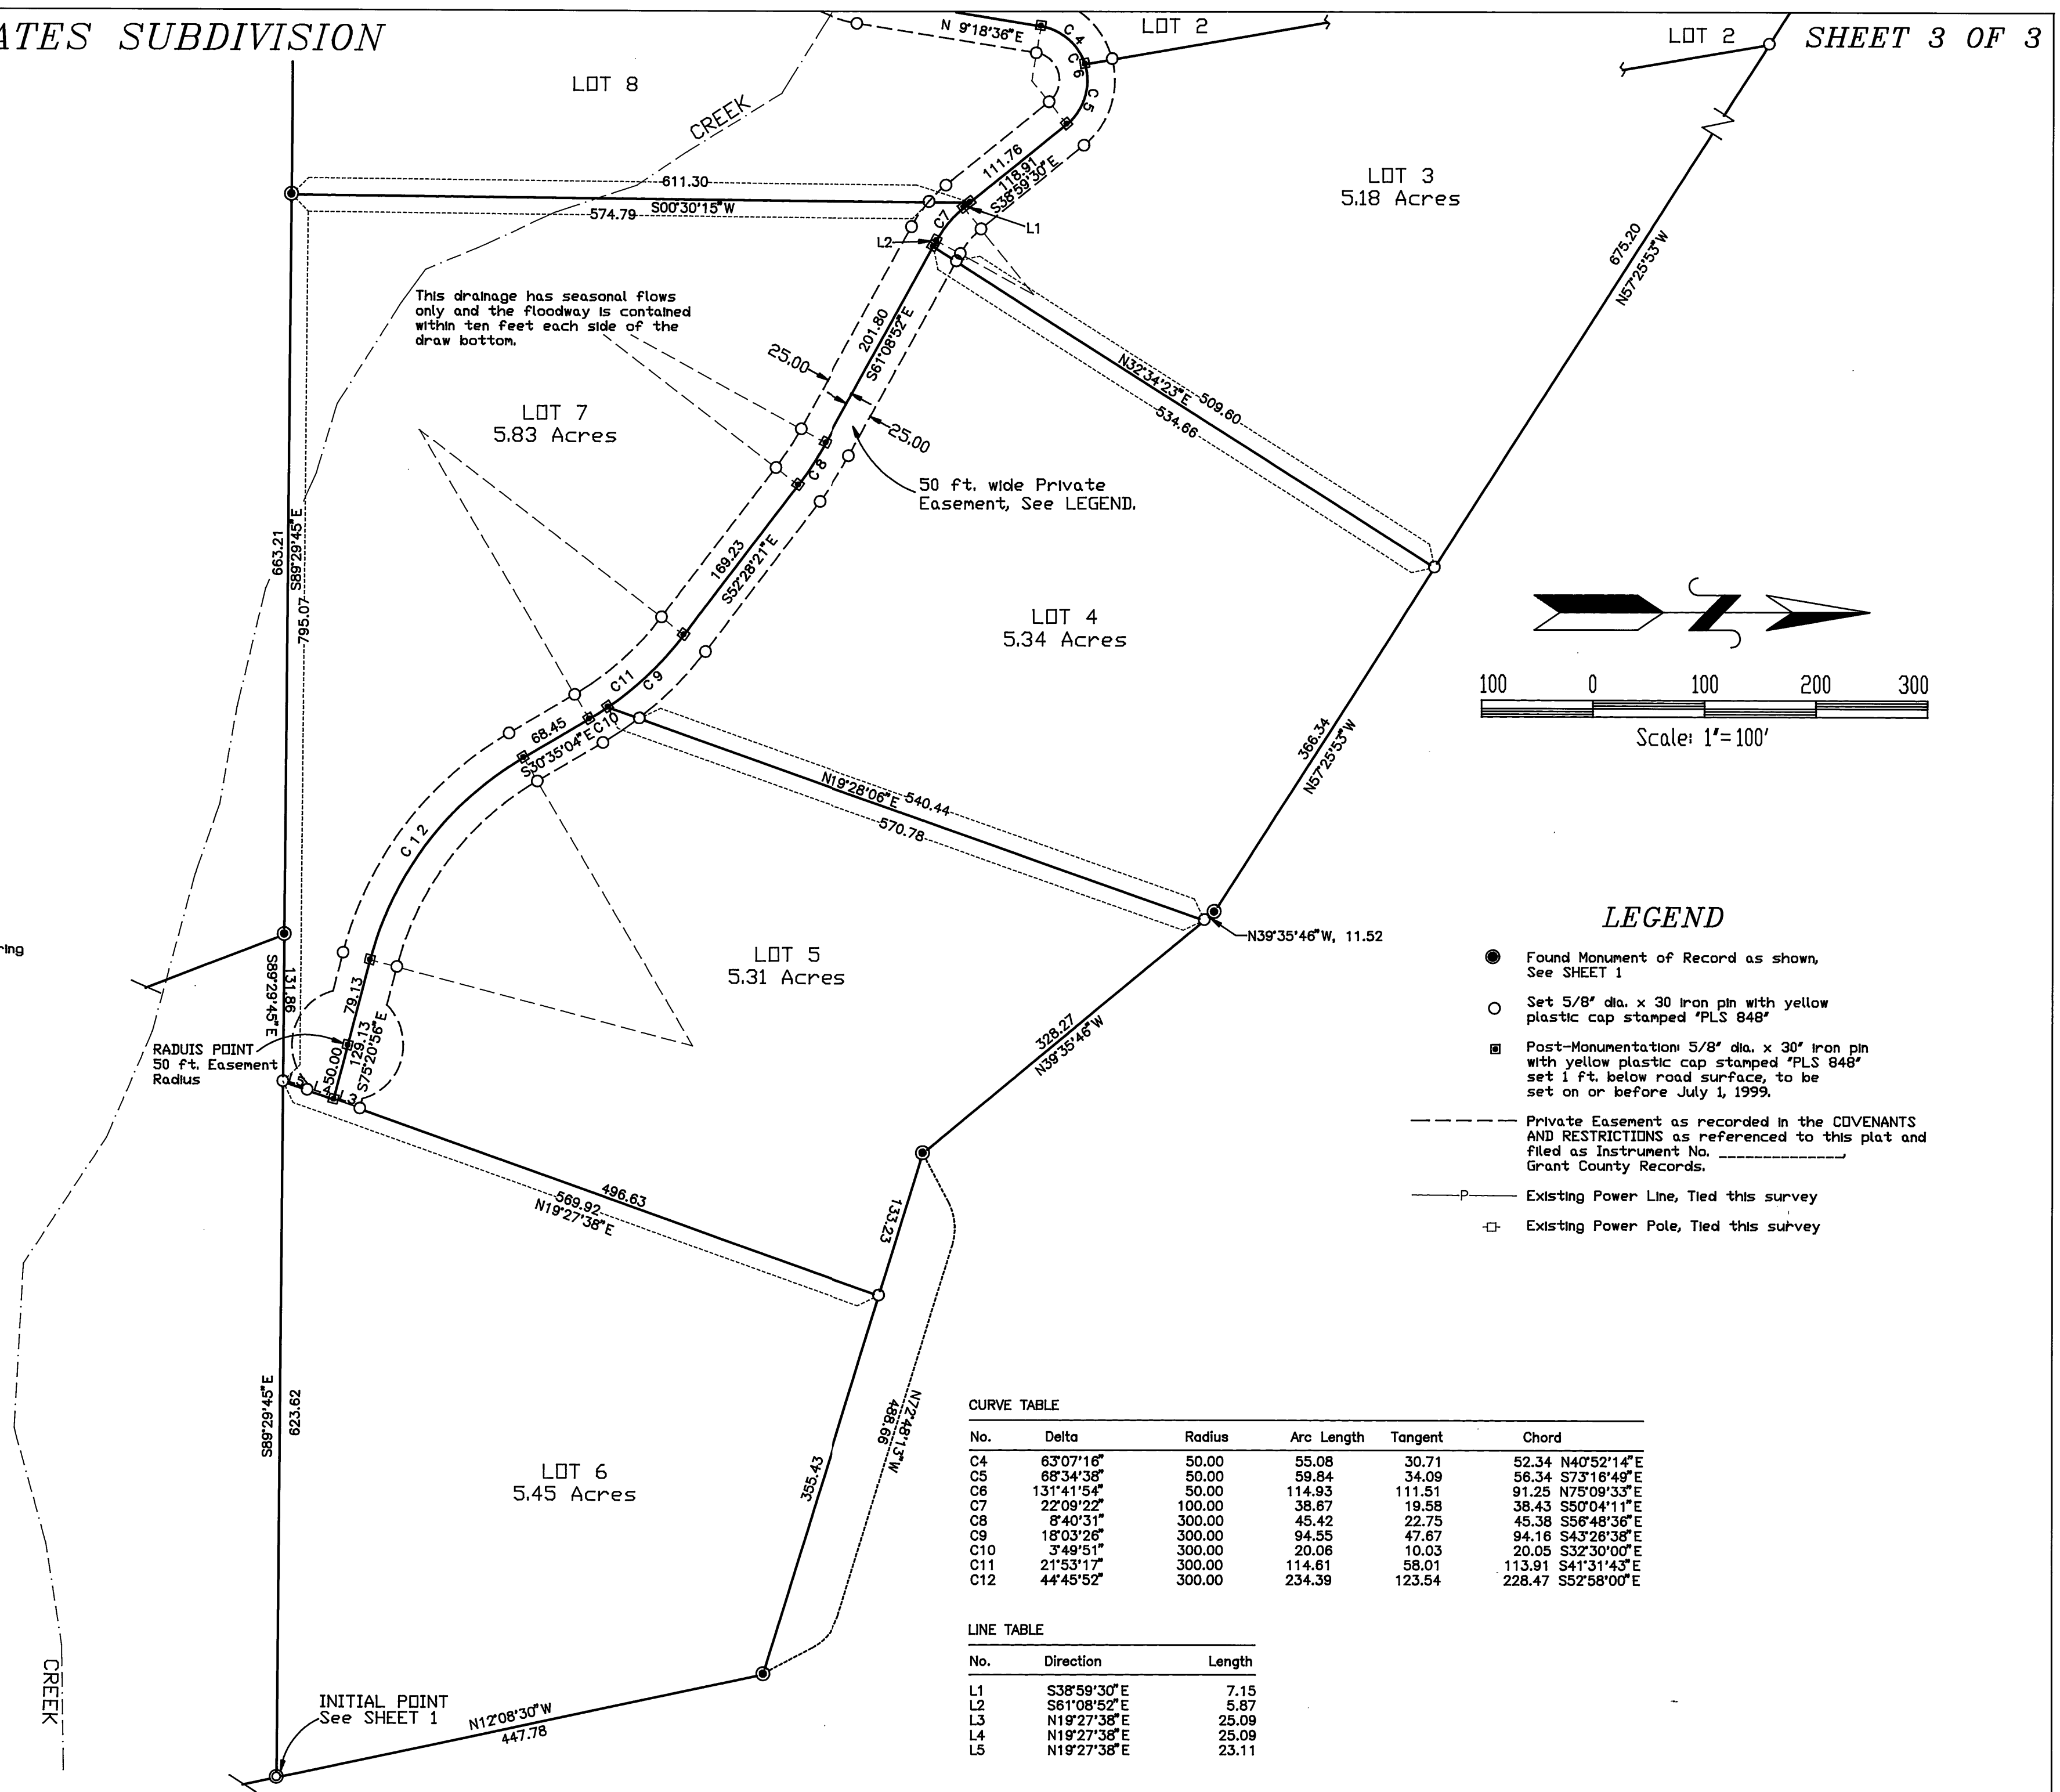 ATES SUBDIVISION
SHEET 3 OF 3
N 9°18'36"E
C 4
C 6
C 5
LOT 2
LOT 2
LOT 8
CREEK
111.76
118.91
S38°59'30"E
LOT 3
5.18 Acres
611.30
S00°30'15"W
574.79
C7
L1
L2
675.20
N57°25'53"W
This drainage has seasonal flows
only and the floodway is contained
within ten feet each side of the
draw bottom.
201.80
S61°08'52"E
25.00
25.00
N32°34'23"E
509.60
534.66
LOT 7
5.83 Acres
C 8
50 ft. wide Private
Easement, See LEGEND.
663.21
S89°29'45"E
795.07
169.23
S52°28'21"E
LOT 4
5.34 Acres
100 0 100 200 300
Scale: 1"=100'
C11
C 9
C10
68.45
S30°35'04"E
366.34
N57°25'53"W
N19°28'06"E
540.44
570.78
C 1 2
LEGEND
ring
N39°35'46"W, 11.52
LOT 5
5.31 Acres
Found Monument of Record as shown,
See SHEET 1
Set 5/8" dia. x 30 iron pin with yellow
plastic cap stamped "PLS 848"
Post-Monumentation: 5/8" dia. x 30" iron pin
with yellow plastic cap stamped "PLS 848"
set 1 ft. below road surface, to be
set on or before July 1, 1999.
Private Easement as recorded in the COVENANTS
AND RESTRICTIONS as referenced to this plat and
filed as Instrument No. ______________,
Grant County Records.
P
Existing Power Line, Tied this survey
Existing Power Pole, Tied this survey
131.86
S89°29'45"E
79.13
129.13
S75°20'56"E
50.00
RADUIS POINT
50 ft. Easement
Radius
L5
L4
L3
328.27
N39°35'46"W
496.63
569.92
N19°27'38"E
133.23
N72°48'13"W
488.66
355.43
S89°29'45"E
623.62
LOT 6
5.45 Acres
CREEK
INITIAL POINT
See SHEET 1
N12°08'30"W
447.78
CURVE TABLE
No. Delta Radius Arc Length Tangent Chord
C4 63°07'16" 50.00 55.08 30.71 52.34 N40°52'14"E
C5 68°34'38" 50.00 59.84 34.09 56.34 S73°16'49"E
C6 131°41'54" 50.00 114.93 111.51 91.25 N75°09'33"E
C7 22°09'22" 100.00 38.67 19.58 38.43 S50°04'11"E
C8 8°40'31" 300.00 45.42 22.75 45.38 S56°48'36"E
C9 18°03'26" 300.00 94.55 47.67 94.16 S43°26'38"E
C10 3°49'51" 300.00 20.06 10.03 20.05 S32°30'00"E
C11 21°53'17" 300.00 114.61 58.01 113.91 S41°31'43"E
C12 44°45'52" 300.00 234.39 123.54 228.47 S52°58'00"E
LINE TABLE
No. Direction Length
L1 S38°59'30"E 7.15
L2 S61°08'52"E 5.87
L3 N19°27'38"E 25.09
L4 N19°27'38"E 25.09
L5 N19°27'38"E 23.11